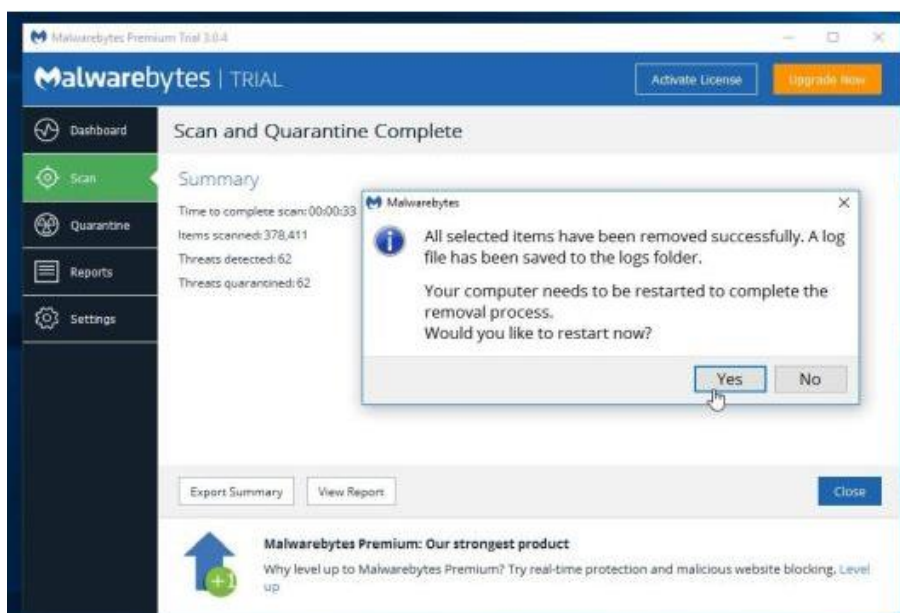 Malwarebytes Premium Trial 3.0.4
Malwarebytes | TRIAL
Activate License
Upgrade Now
Dashboard
Scan and Quarantine Complete
Scan
Quarantine
Reports
Settings
Summary
Time to complete scan: 00:00:33
Items scanned: 378,411
Threats detected: 62
Threats quarantined: 62
Malwarebytes
All selected items have been removed successfully. A log
file has been saved to the logs folder.
Your computer needs to be restarted to complete the
removal process.
Would you like to restart now?
Yes
No
Export Summary
View Report
Close
+1
Malwarebytes Premium: Our strongest product
Why level up to Malwarebytes Premium? Try real-time protection and malicious website blocking. Level
up